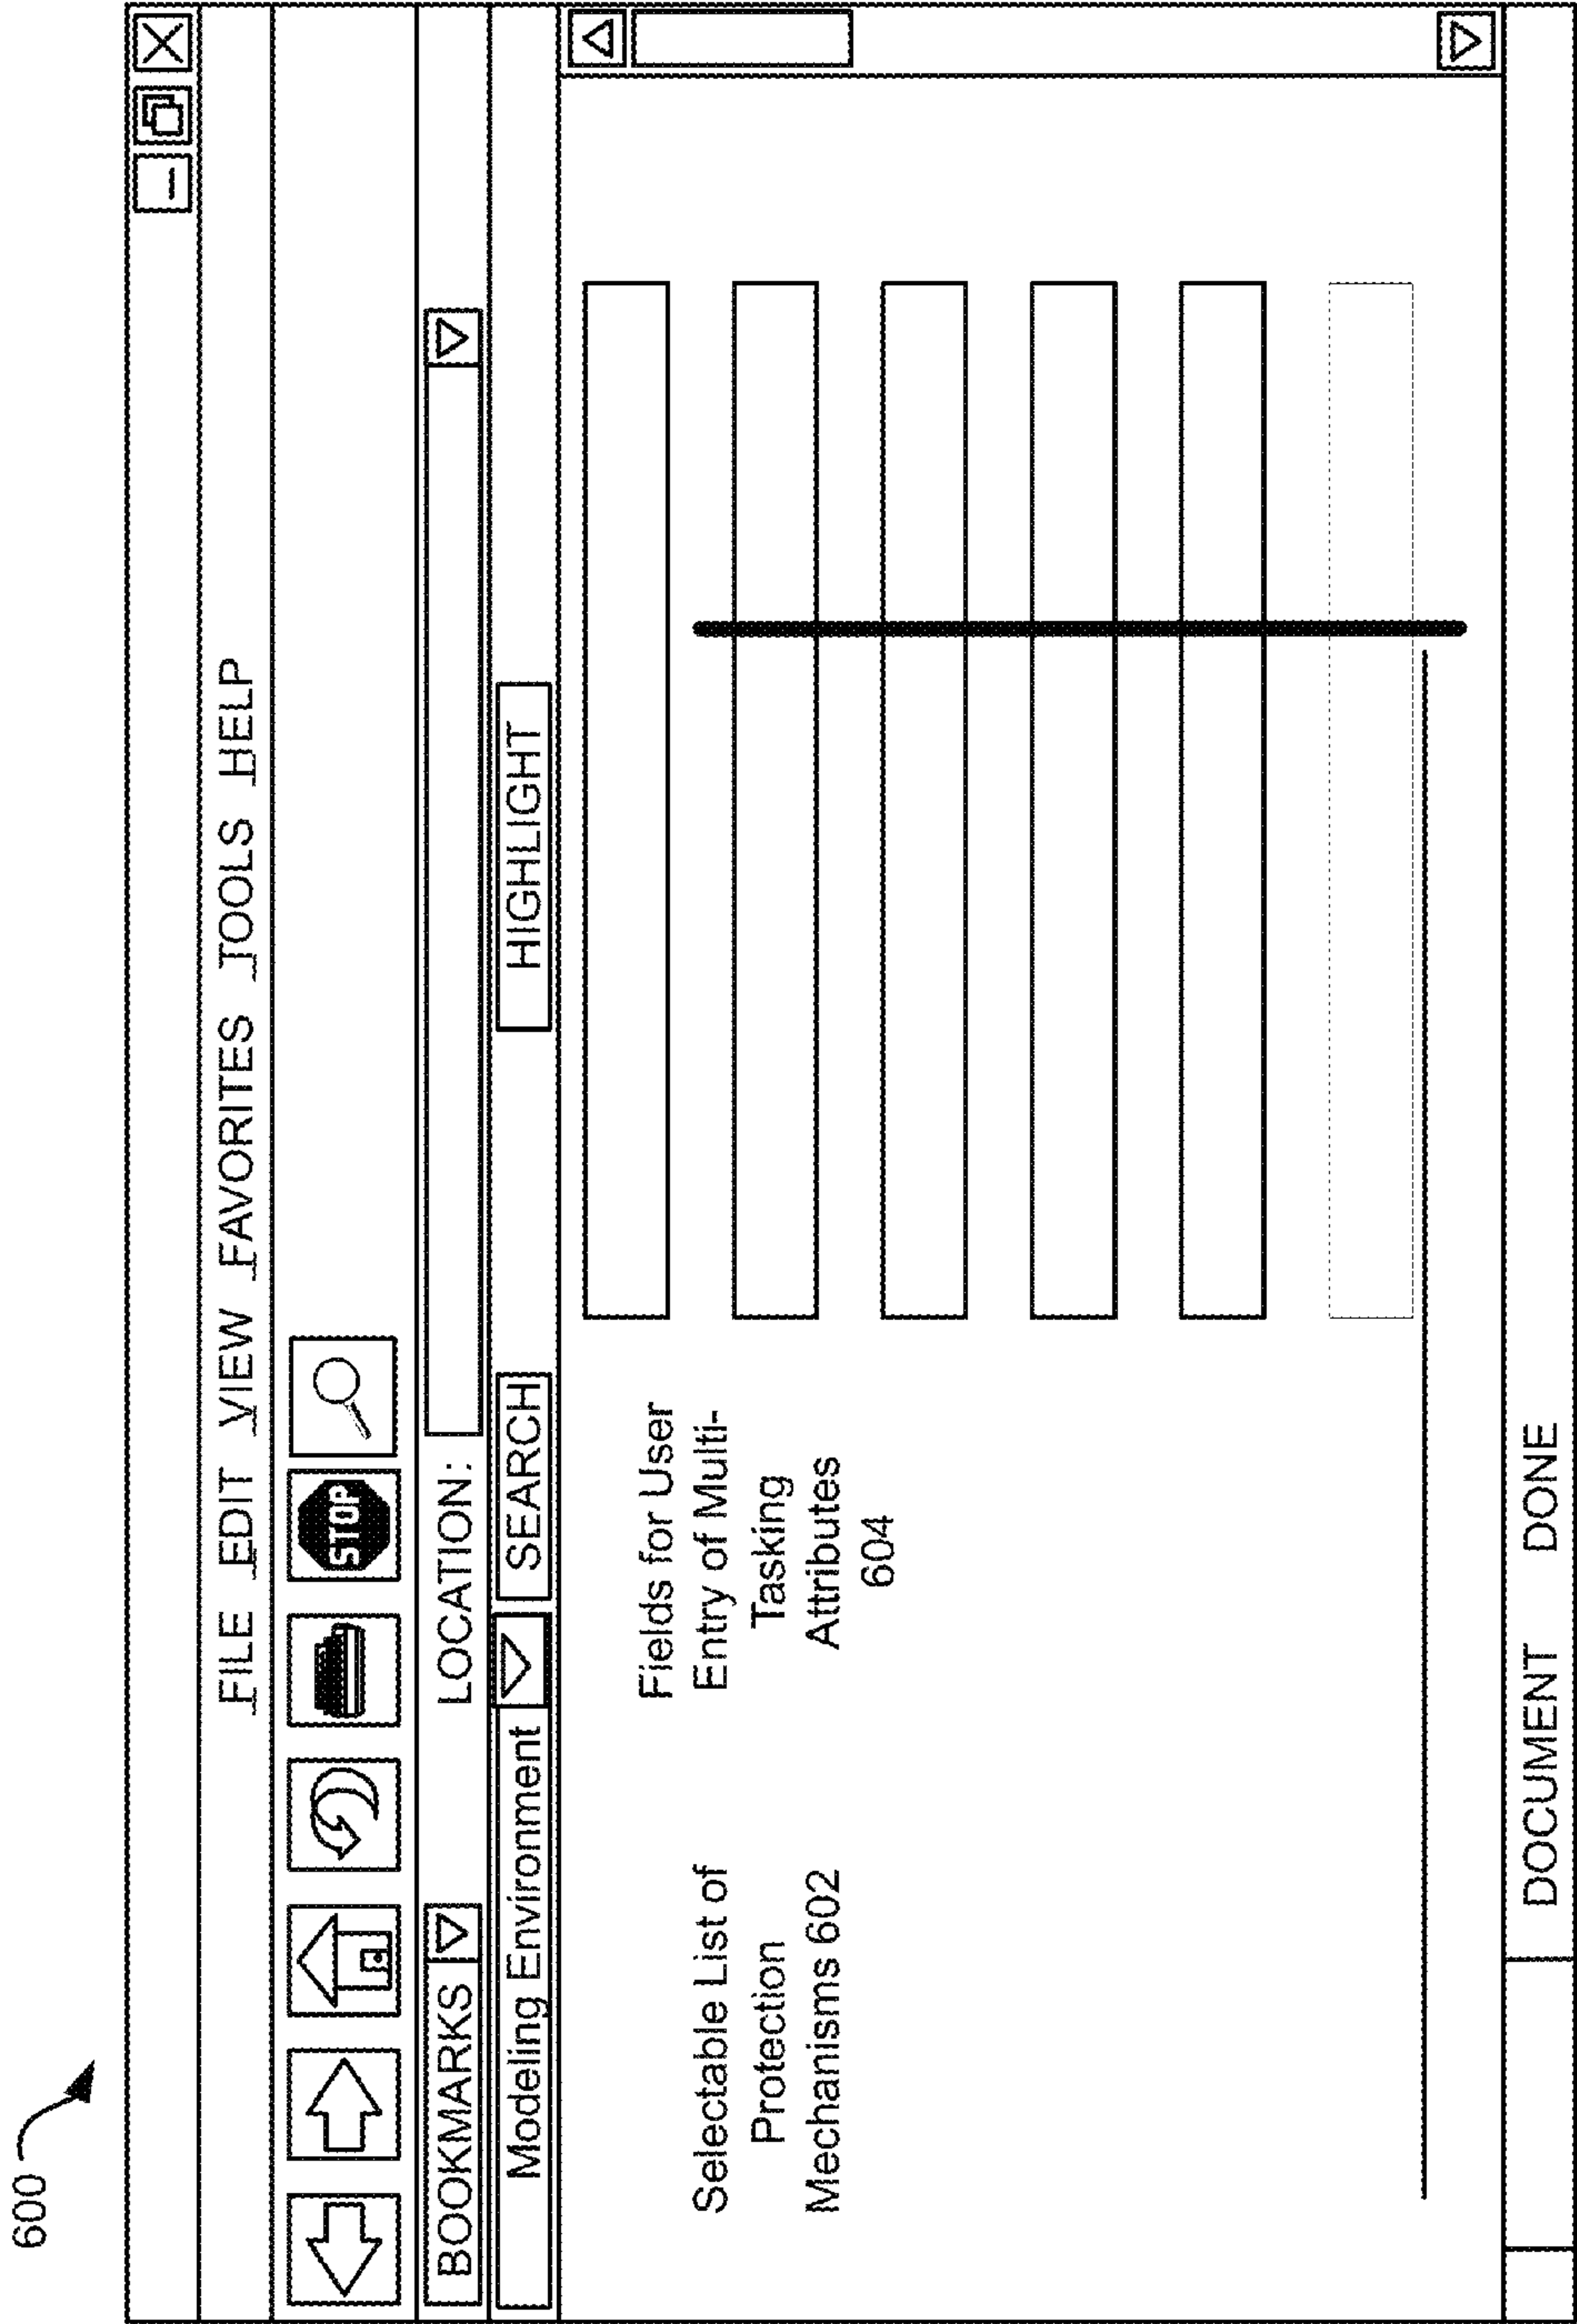 600
FILE EDIT VIEW FAVORITES TOOLS HELP
STOP
BOOKMARKS LOCATION:
Modeling Environment SEARCH HIGHLIGHT
Selectable List of
Protection
Mechanisms 602
Fields for User
Entry of Multi-
Tasking
Attributes
604
DOCUMENT DONE